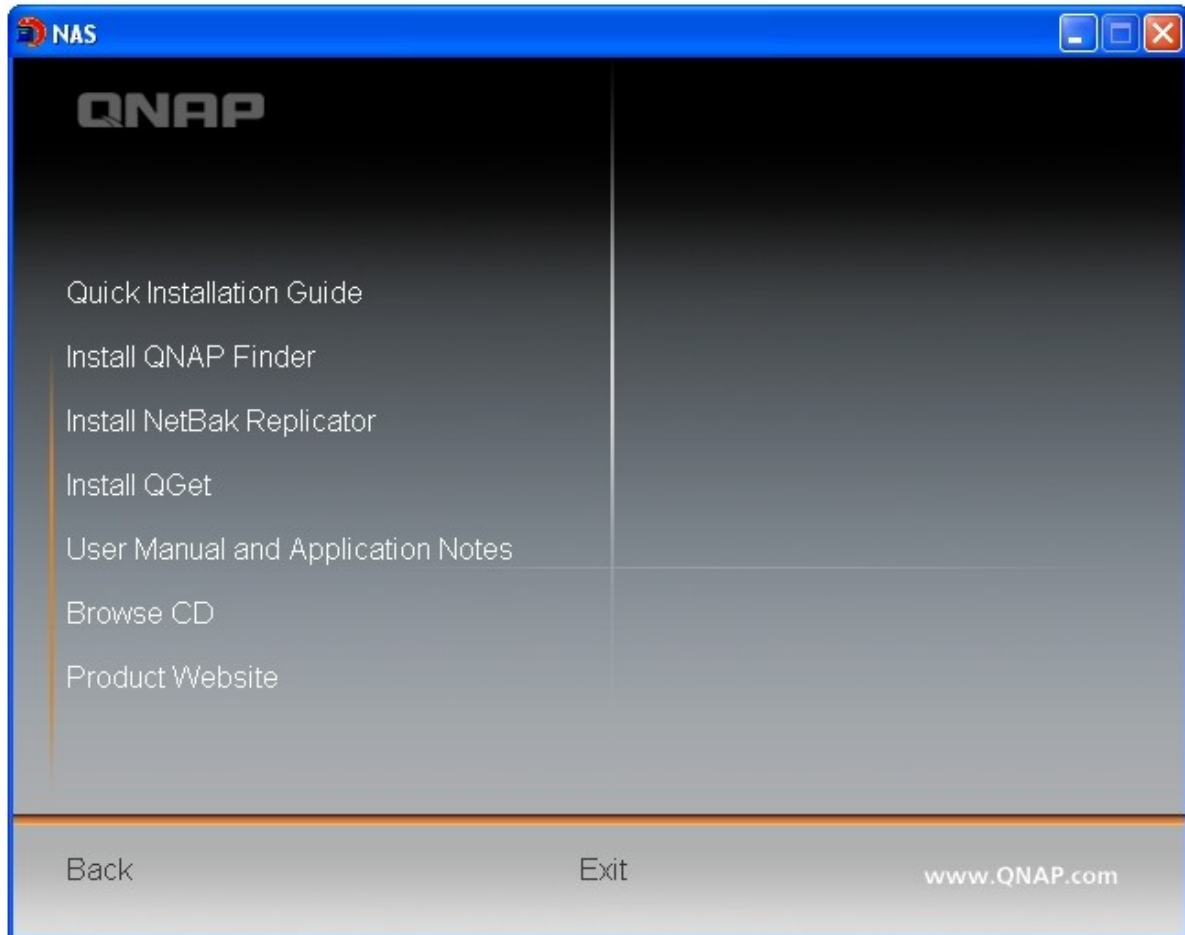 NAS
QNAP
Quick Installation Guide
Install QNAP Finder
Install NetBak Replicator
Install QGet
User Manual and Application Notes
Browse CD
Product Website
Back Exit www.QNAP.com